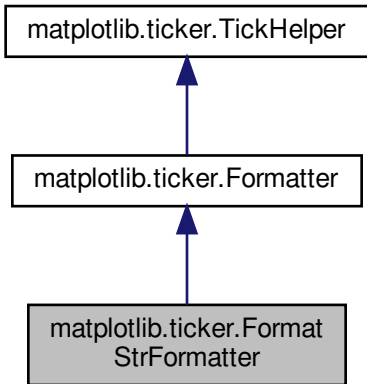 matplotlib.ticker.TickHelper
matplotlib.ticker.Formatter
matplotlib.ticker.Format
StrFormatter